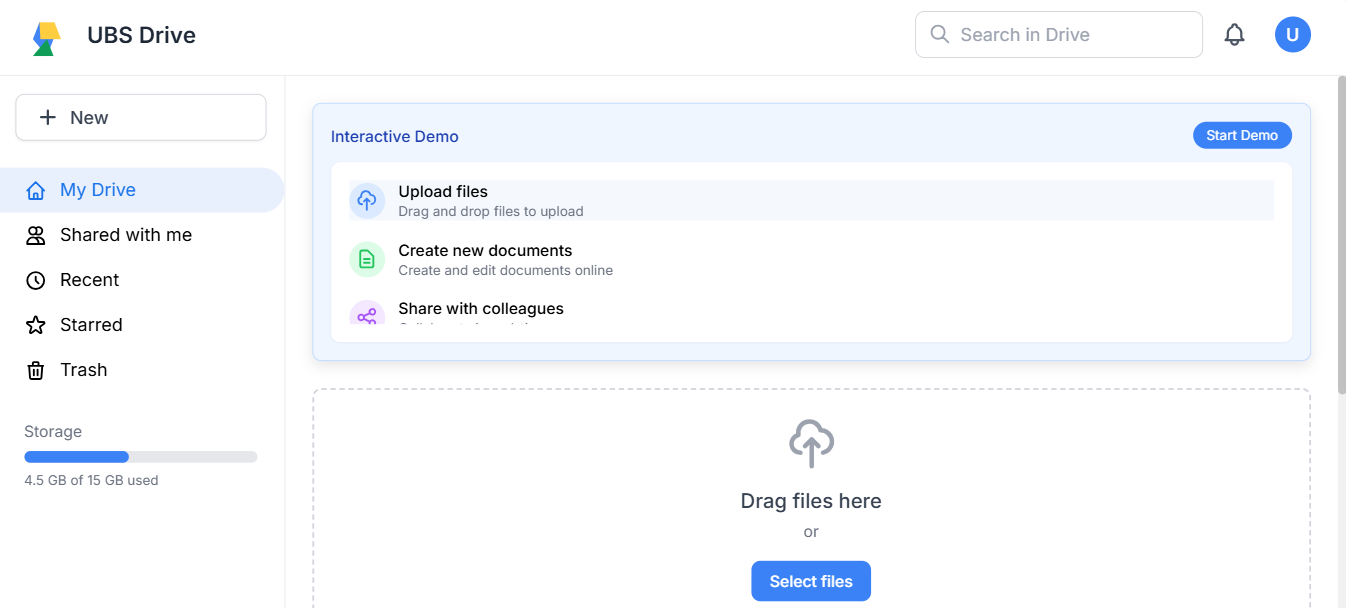 UBS Drive
Search in Drive
U
New
My Drive
Shared with me
Recent
Starred
Trash
Storage
4.5 GB of 15 GB used
Interactive Demo
Start Demo
Upload files
Drag and drop files to upload
Create new documents
Create and edit documents online
Share with colleagues
Drag files here
or
Select files